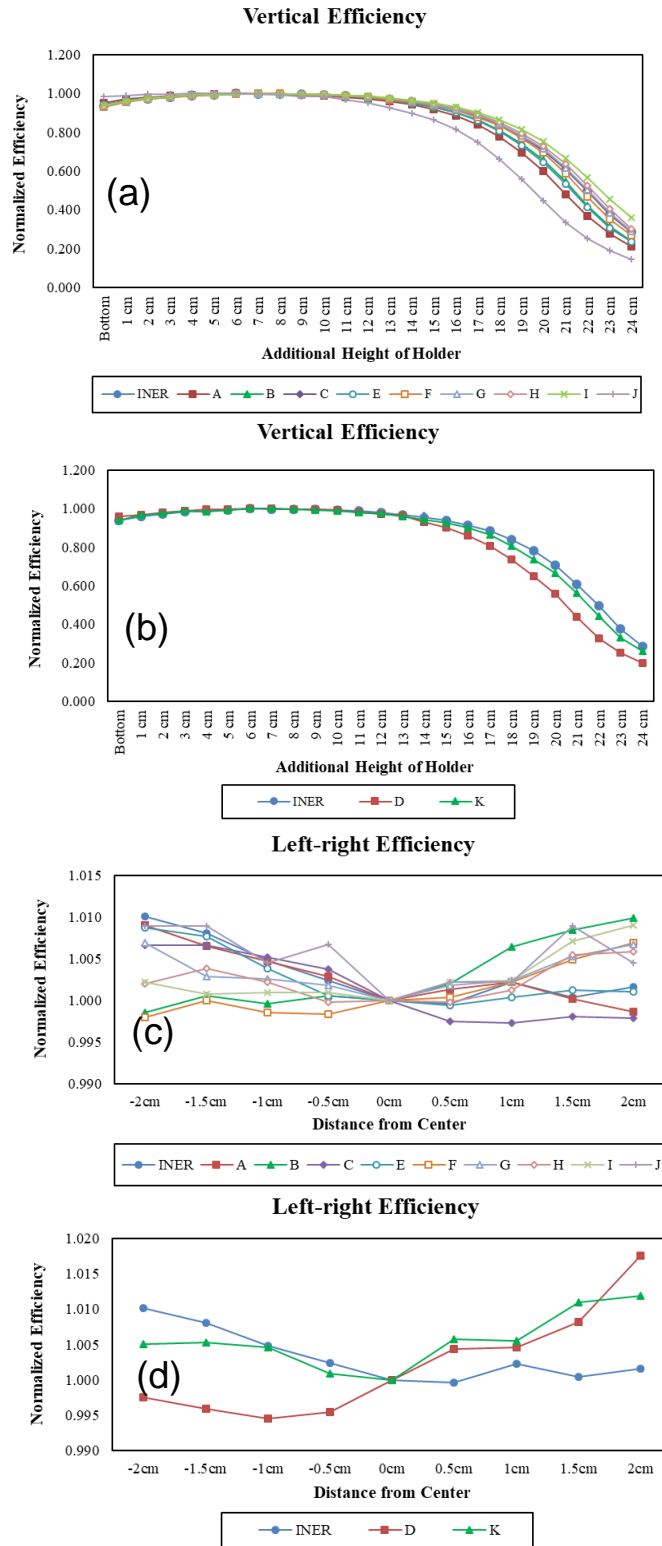 Vertical Efficiency
1.200
1.000
0.800
0.600
0.400
0.200
0.000
Normalized Efficiency
(a)
Bottom 1 cm 2 cm 3 cm 4 cm 5 cm 6 cm 7 cm 8 cm 9 cm 10 cm 11 cm 12 cm 13 cm 14 cm 15 cm 16 cm 17 cm 18 cm 19 cm 20 cm 21 cm 22 cm 23 cm 24 cm
Additional Height of Holder
INER A B C E F G H I J
Vertical Efficiency
1.200
1.000
0.800
0.600
0.400
0.200
0.000
Normalized Efficiency
(b)
Bottom 1 cm 2 cm 3 cm 4 cm 5 cm 6 cm 7 cm 8 cm 9 cm 10 cm 11 cm 12 cm 13 cm 14 cm 15 cm 16 cm 17 cm 18 cm 19 cm 20 cm 21 cm 22 cm 23 cm 24 cm
Additional Height of Holder
INER D K
Left-right Efficiency
1.015
1.010
1.005
1.000
0.995
0.990
Normalized Efficiency
(c)
-2cm -1.5cm -1cm -0.5cm 0cm 0.5cm 1cm 1.5cm 2cm
Distance from Center
INER A B C E F G H I J
Left-right Efficiency
1.020
1.015
1.010
1.005
1.000
0.995
0.990
Normalized Efficiency
(d)
-2cm -1.5cm -1cm -0.5cm 0cm 0.5cm 1cm 1.5cm 2cm
Distance from Center
INER D K